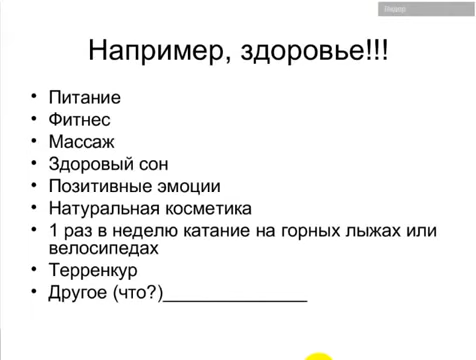 Например, здоровье!!!
• Питание
• Фитнес
• Массаж
• Здоровый сон
• Позитивные эмоции
• Натуральная косметика
• 1 раз в неделю катание на горных лыжах или
велосипедах
• Терренкур
• Другое (что?)_______________